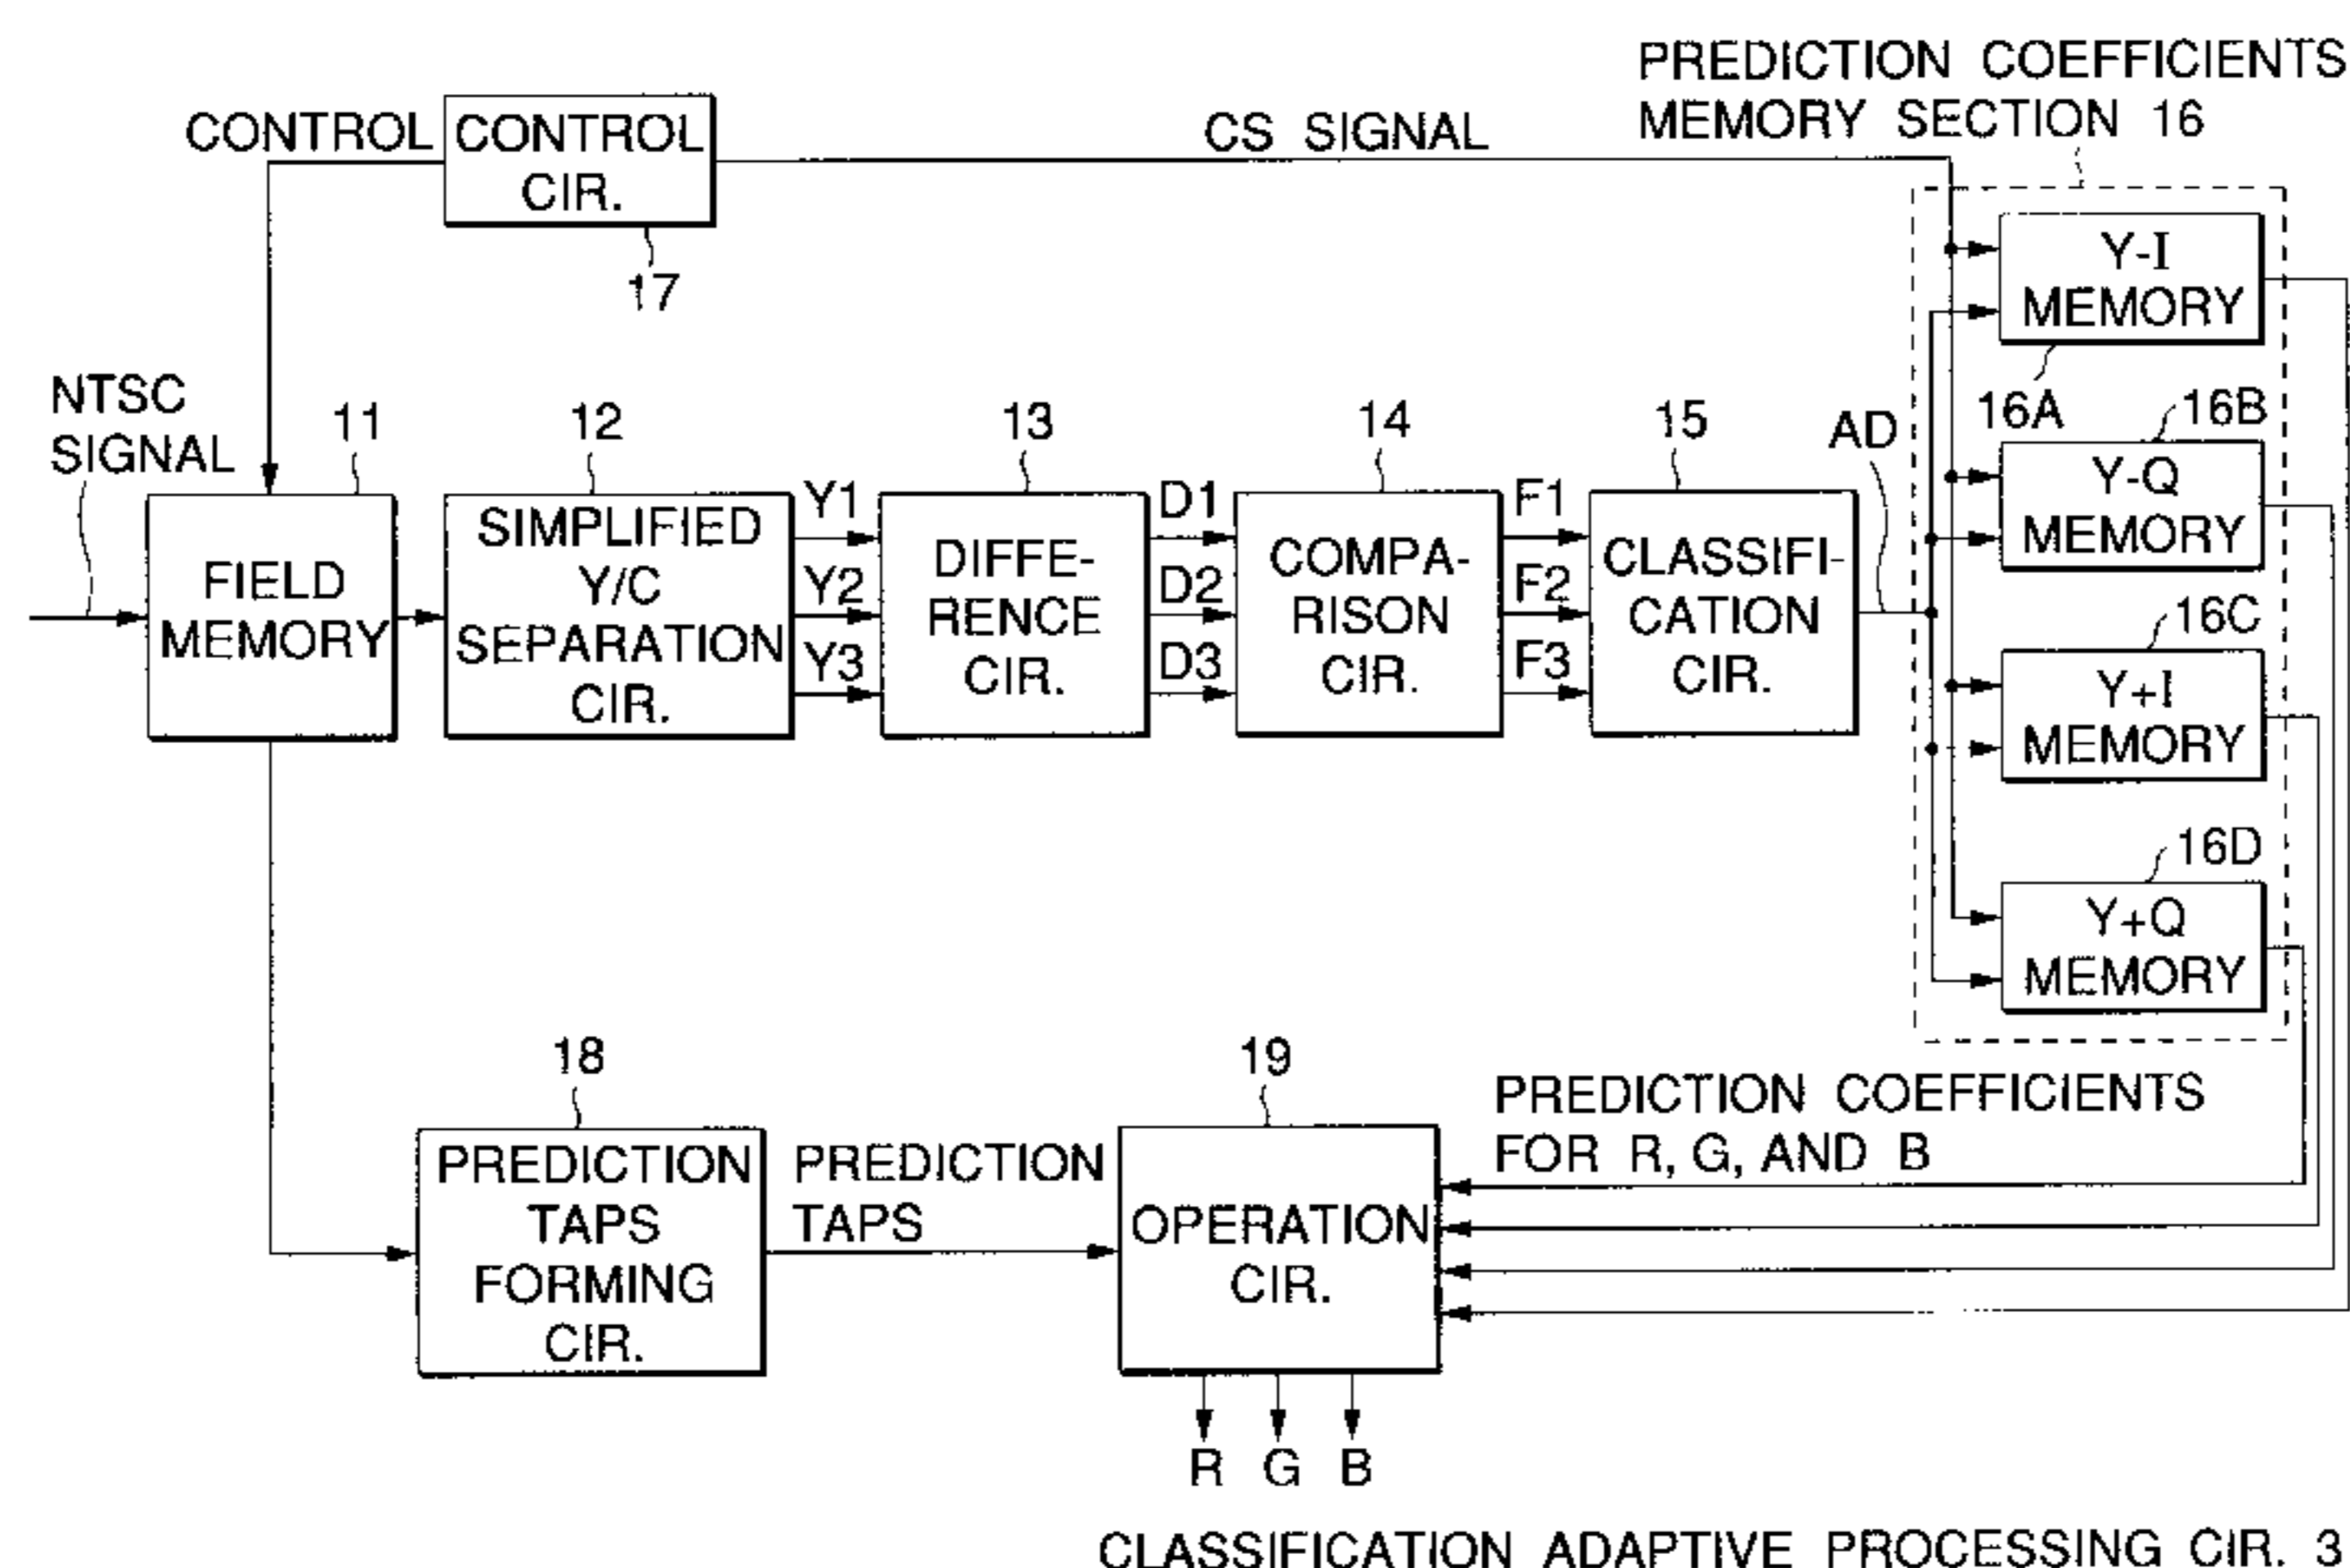 PREDICTION COEFFICIENTS
MEMORY SECTION 16
CONTROL
CONTROL
CIR.
CS SIGNAL
17
Y-I
MEMORY
16A
NTSC
SIGNAL
11
12
13
14
15
AD
16B
FIELD
MEMORY
SIMPLIFIED
Y/C
SEPARATION
CIR.
Y1
Y2
Y3
DIFFE-
RENCE
CIR.
D1
D2
D3
COMPA-
RISON
CIR.
F1
F2
F3
CLASSIFI-
CATION
CIR.
Y-Q
MEMORY
16C
Y+I
MEMORY
16D
Y+Q
MEMORY
18
PREDICTION
TAPS
FORMING
CIR.
PREDICTION
TAPS
19
OPERATION
CIR.
PREDICTION COEFFICIENTS
FOR R, G, AND B
R G B
CLASSIFICATION ADAPTIVE PROCESSING CIR. 3